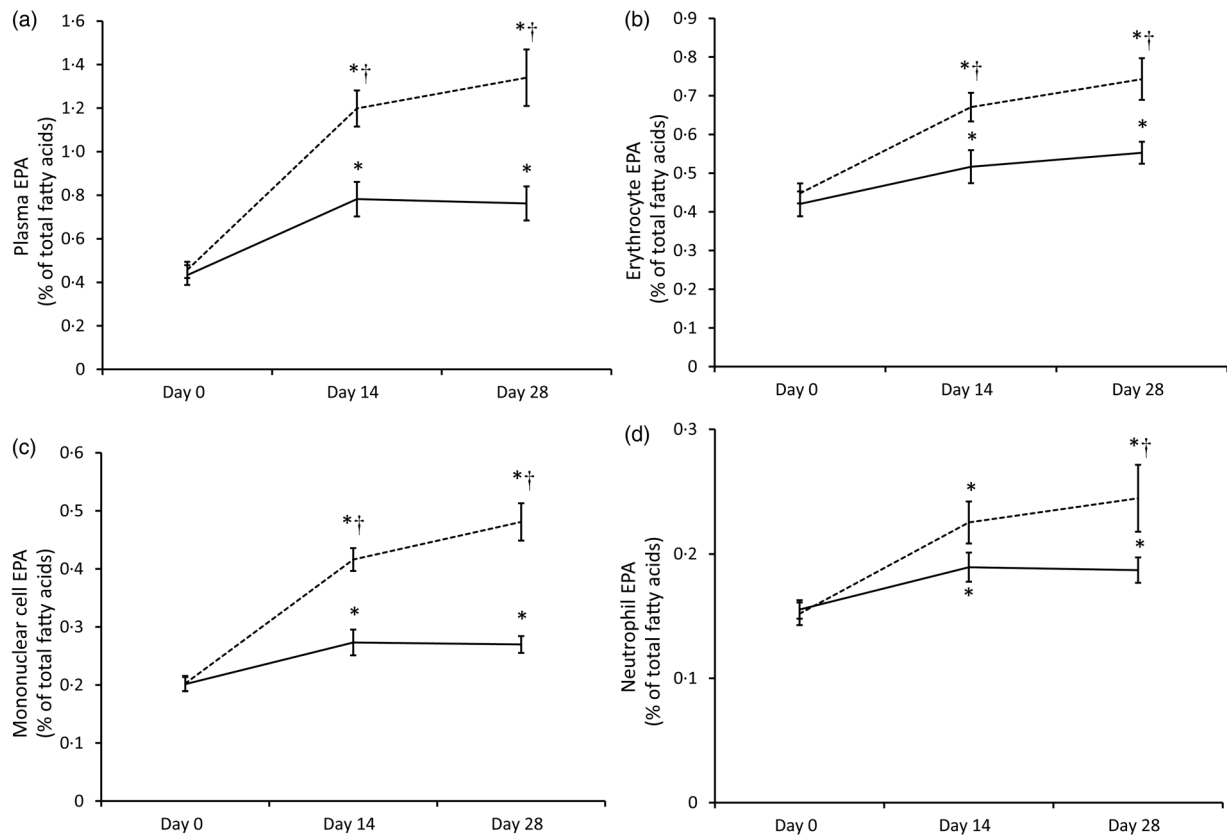 (a)
Plasma EPA
(% of total fatty acids)
1·6
1·4
1·2
1·0
0·8
0·6
0·4
0·2
0
*†
*†
*
*
Day 0 Day 14 Day 28
(b)
Erythrocyte EPA
(% of total fatty acids)
0·9
0·8
0·7
0·6
0·5
0·4
0·3
0·2
0·1
0
*†
*†
*
*
Day 0 Day 14 Day 28
(c)
Mononuclear cell EPA
(% of total fatty acids)
0·6
0·5
0·4
0·3
0·2
0·1
0
*†
*†
*
*
Day 0 Day 14 Day 28
(d)
Neutrophil EPA
(% of total fatty acids)
0·3
0·2
0·1
0
*†
*
*
*
Day 0 Day 14 Day 28